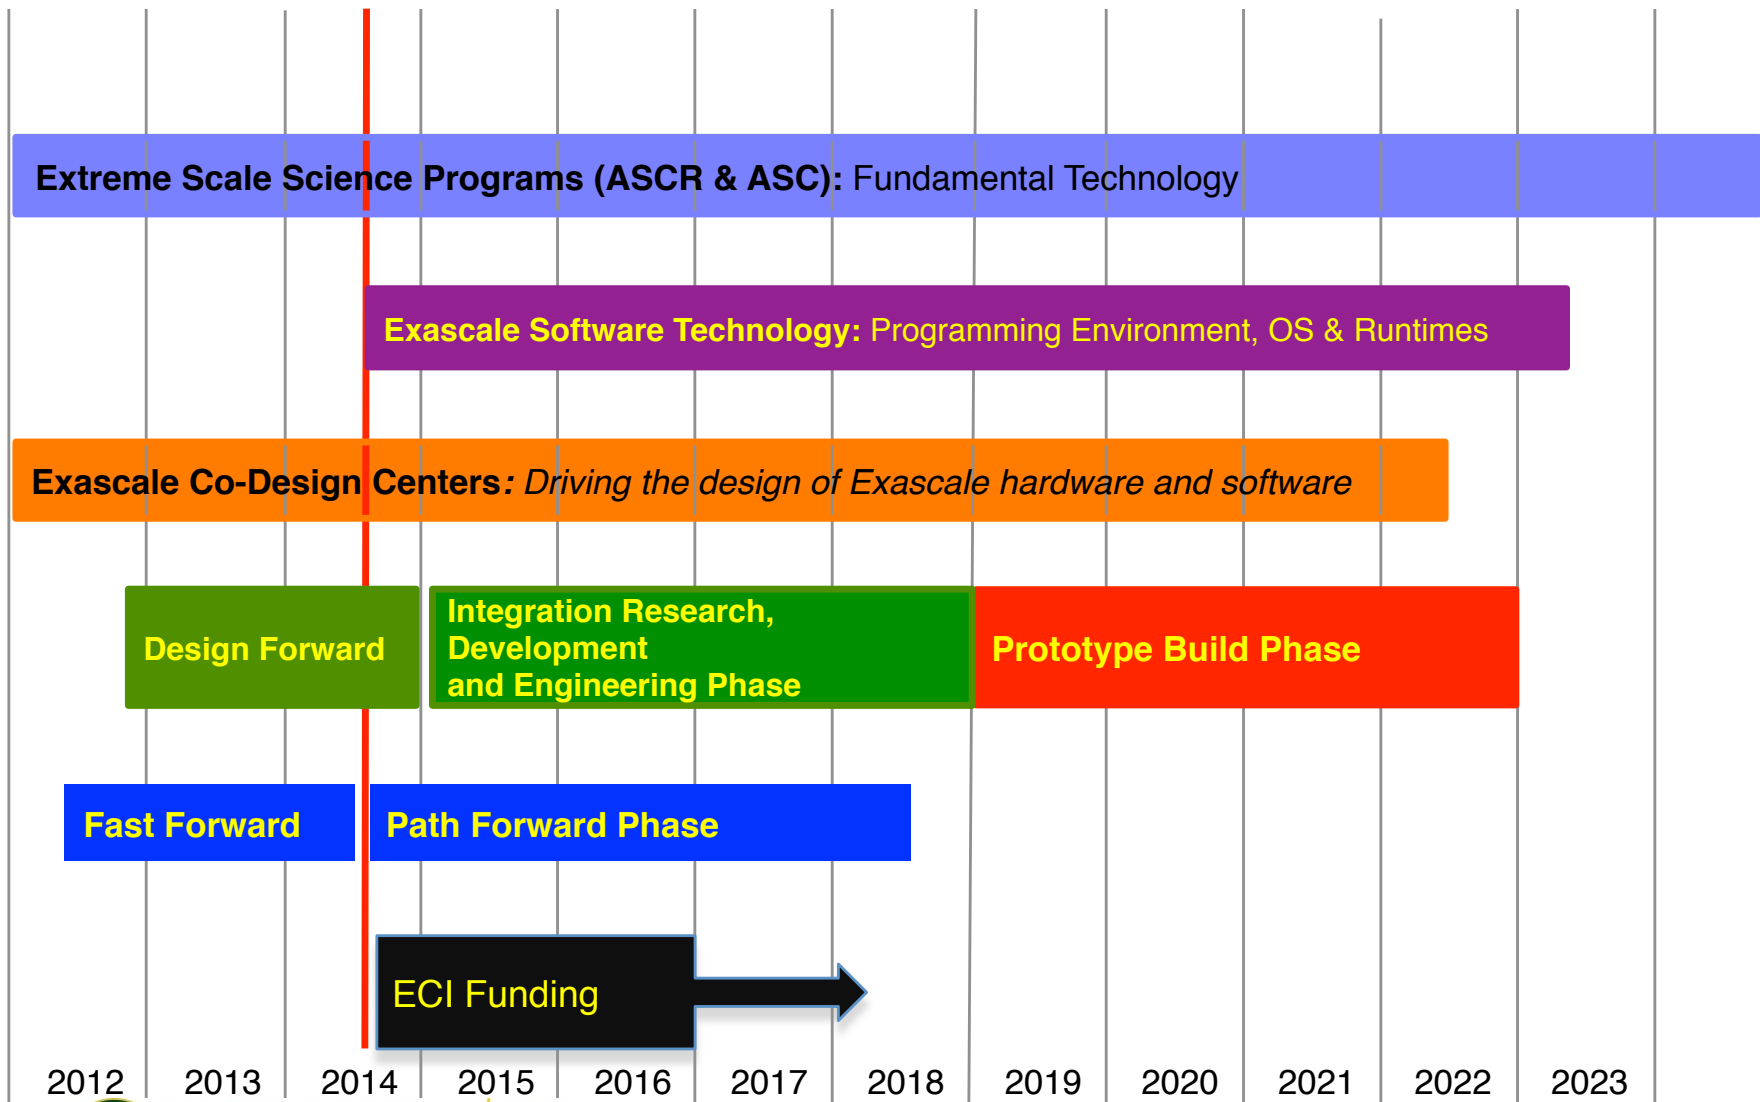 Extreme Scale Science Programs (ASCR & ASC): Fundamental Technology
Exascale Software Technology: Programming Environment, OS & Runtimes
Exascale Co-Design Centers: Driving the design of Exascale hardware and software
Design Forward
Integration Research,
Development
and Engineering Phase
Prototype Build Phase
Fast Forward
Path Forward Phase
ECI Funding
2012 2013 2014 2015 2016 2017 2018 2019 2020 2021 2022 2023